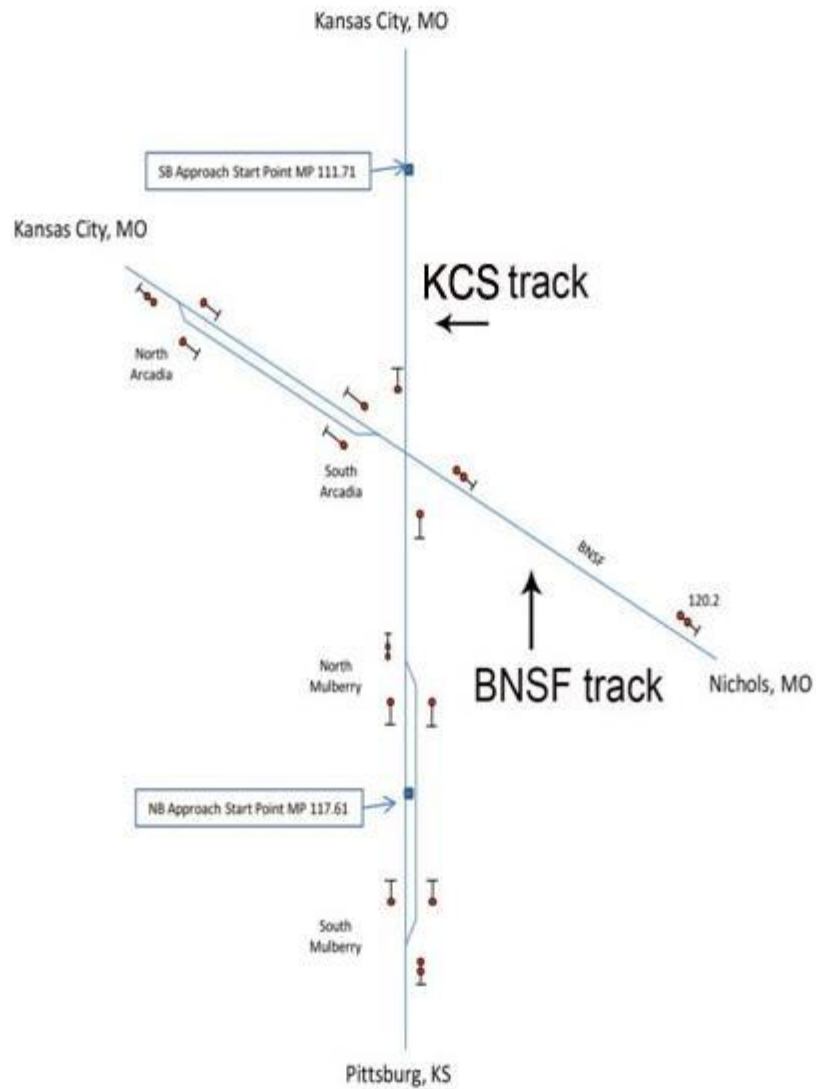 Kansas City, MO
SB Approach Start Point MP 111.71
Kansas City, MO
KCS track
North
Arcadia
South
Arcadia
BNSF
120.2
North
Mulberry
BNSF track
Nichols, MO
NB Approach Start Point MP 117.61
South
Mulberry
Pittsburg, KS